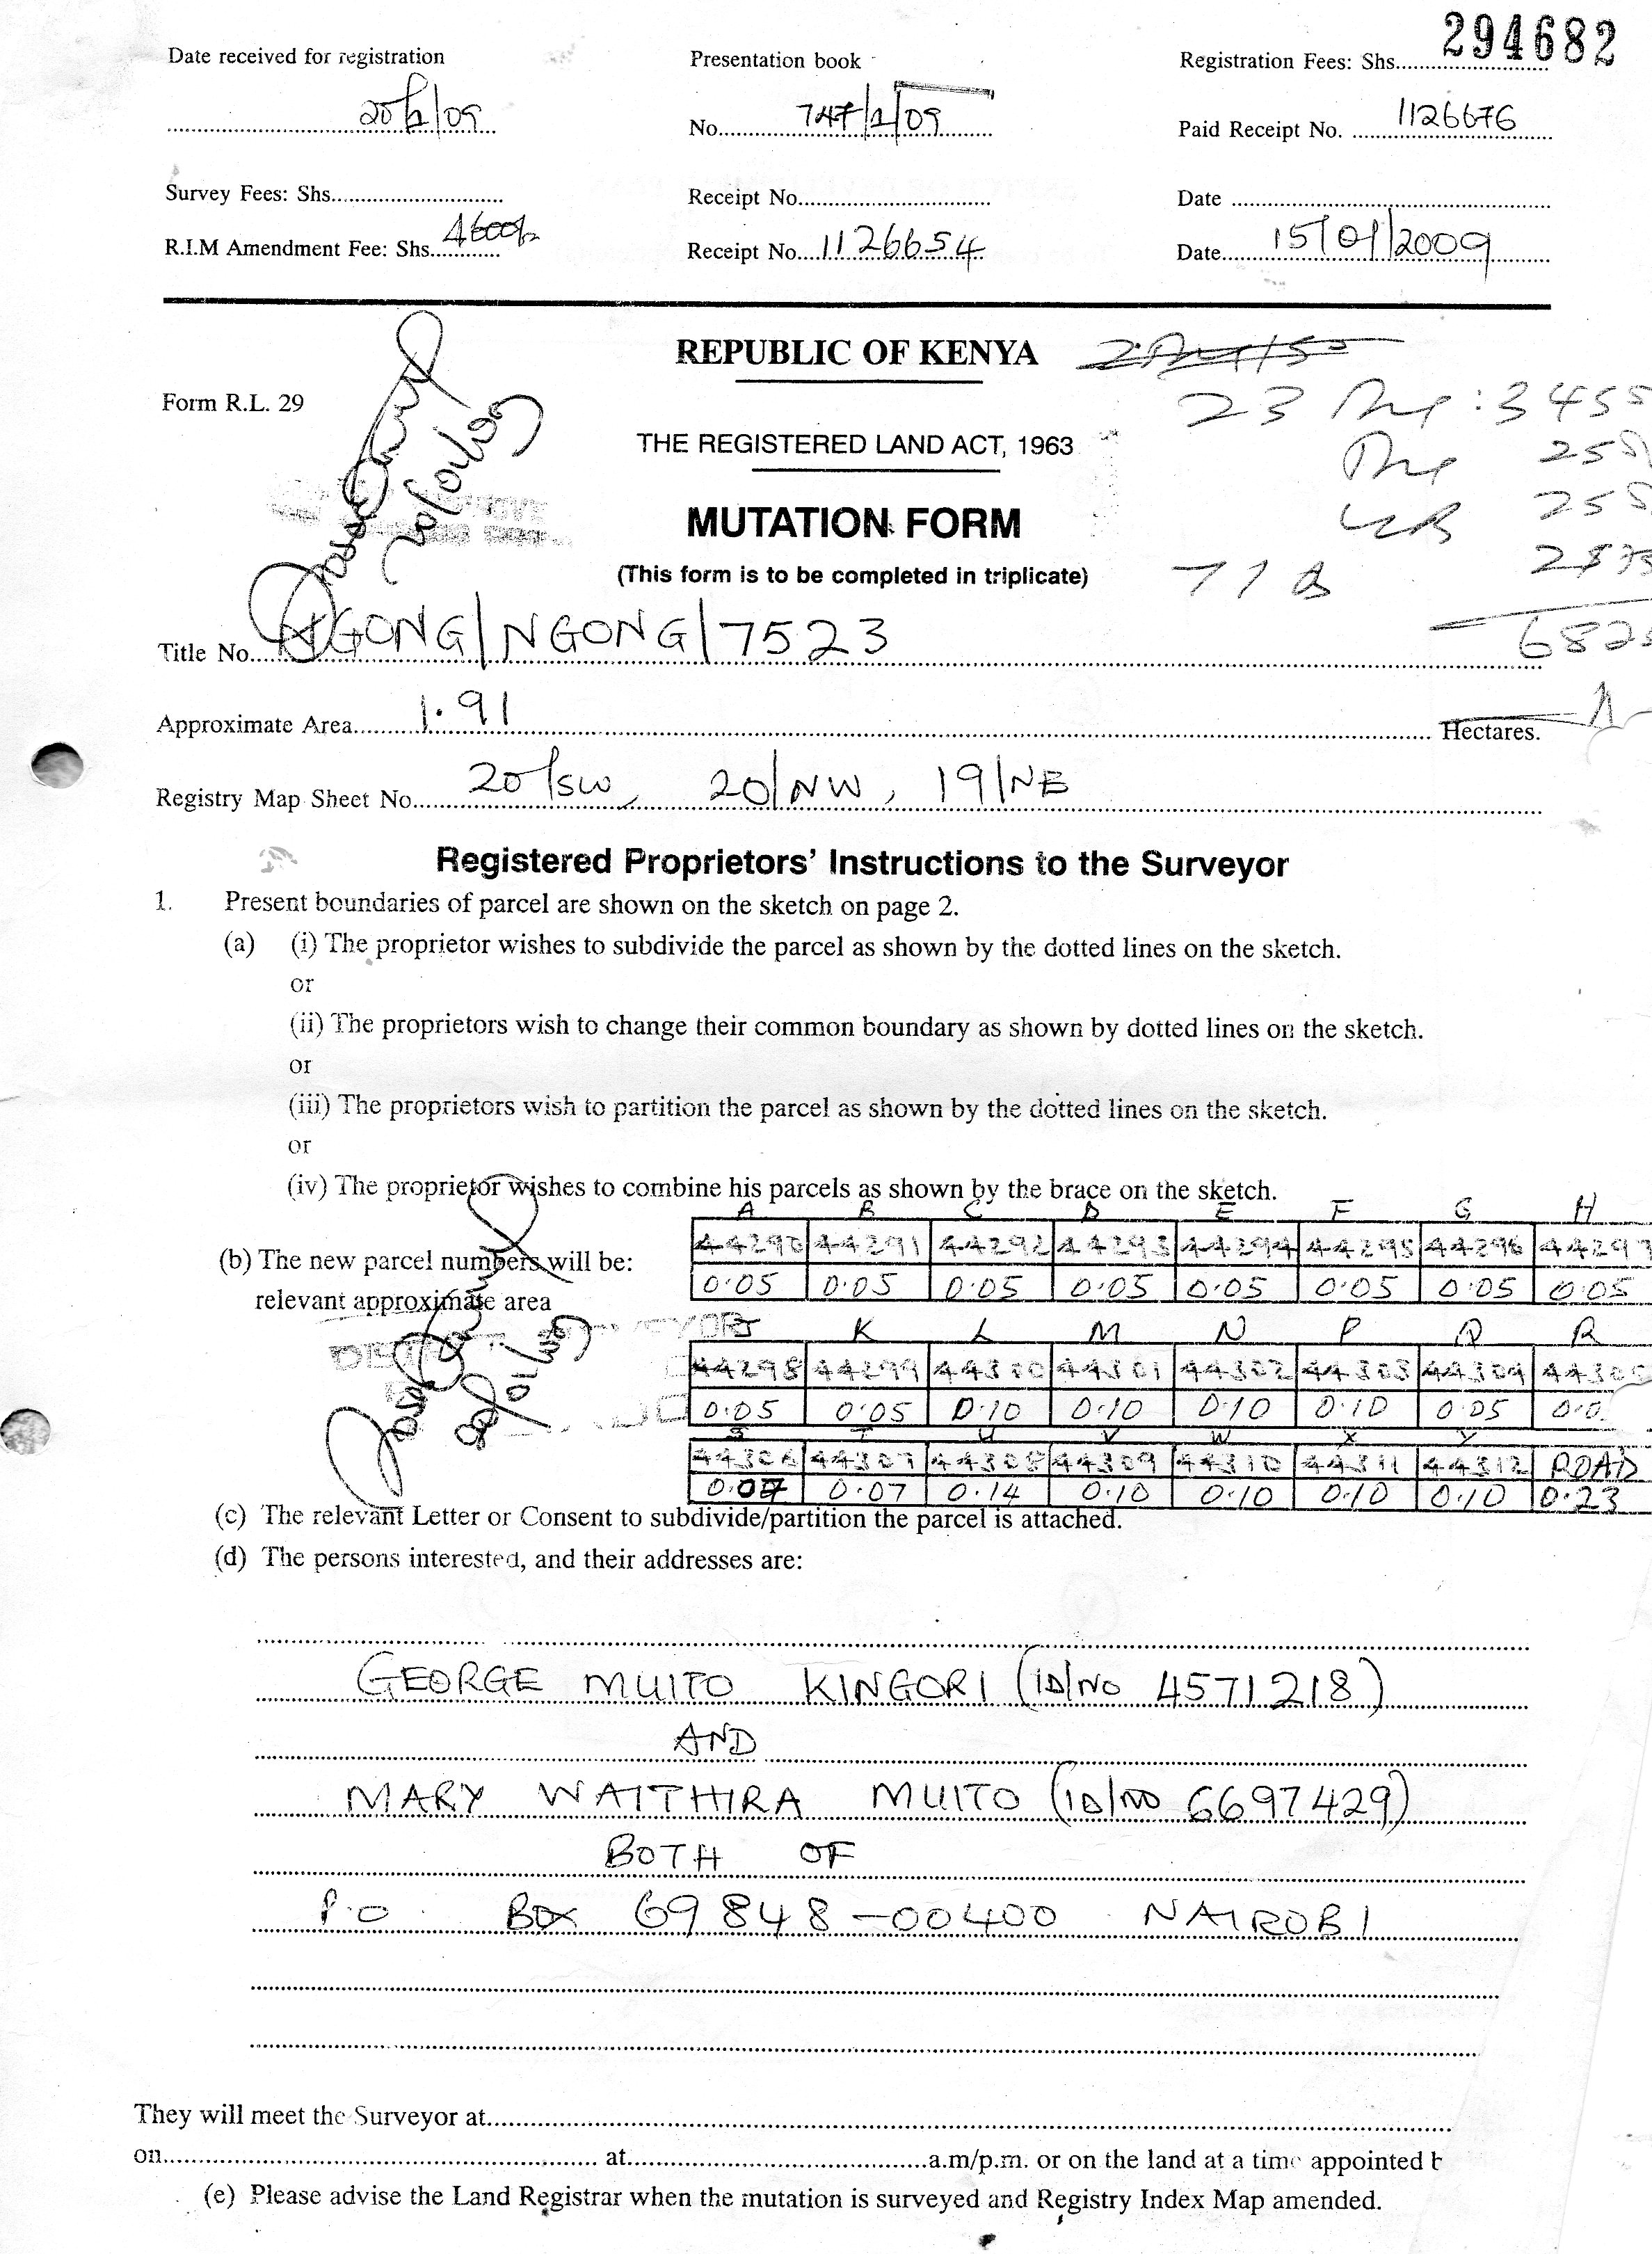 294682
Date received for registration Presentation book Registration Fees: Shs..........
20/2/09 No. 747/2/09 Paid Receipt No. 1126676
Survey Fees: Shs.......... Receipt No.......... Date ..........
R.I.M Amendment Fee: Shs. 4600/= Receipt No. 1126654 Date 15/01/2009
REPUBLIC OF KENYA
Form R.L. 29
23 : 3455
THE REGISTERED LAND ACT, 1963
MUTATION FORM
20/01/09
(This form is to be completed in triplicate)
Title No. NGONG/NGONG/7523
Approximate Area 1.91 Hectares.
Registry Map Sheet No. 20/SW, 20/NW, 19/NE
Registered Proprietors' Instructions to the Surveyor
1. Present boundaries of parcel are shown on the sketch on page 2.
(a) (i) The proprietor wishes to subdivide the parcel as shown by the dotted lines on the sketch.
or
(ii) The proprietors wish to change their common boundary as shown by dotted lines on the sketch.
or
(iii) The proprietors wish to partition the parcel as shown by the dotted lines on the sketch.
or
(iv) The proprietor wishes to combine his parcels as shown by the brace on the sketch.
A B C D E F G H
(b) The new parcel numbers will be: 44290 44291 44292 44293 44294 44295 44296 44297
relevant approximate area 0.05 0.05 0.05 0.05 0.05 0.05 0.05 0.05
J K L M N P Q R
44298 44299 44300 44301 44302 44303 44304 44305
0.05 0.05 0.10 0.10 0.10 0.10 0.05
20/01/09
S T U V W X Y
44306 44307 44308 44309 44310 44311 44312 ROAD
0.07 0.07 0.14 0.10 0.10 0.10 0.10 0.23
(c) The relevant Letter or Consent to subdivide/partition the parcel is attached.
(d) The persons interested, and their addresses are:
GEORGE MUITO KINGORI (ID/NO 4571218)
AND
MARY WAITHIRA MUITO (ID/NO 6697429)
BOTH OF
P.O BOX 69848-00400 NAIROBI
They will meet the Surveyor at..........
on.......... at..........a.m/p.m. or on the land at a time appointed b
(e) Please advise the Land Registrar when the mutation is surveyed and Registry Index Map amended.